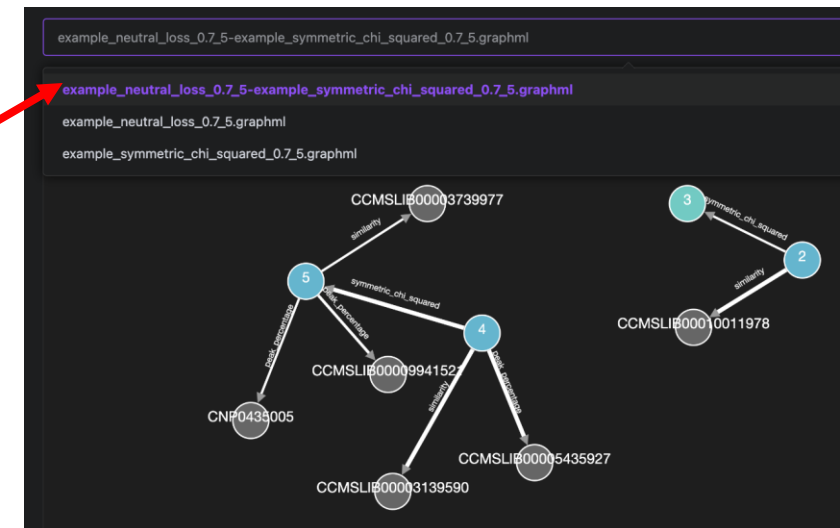 example_neutral_loss_0.7_5-example_symmetric_chi_squared_0.7_5.graphml
example_neutral_loss_0.7_5-example_symmetric_chi_squared_0.7_5.graphml
example_neutral_loss_0.7_5.graphml
example_symmetric_chi_squared_0.7_5.graphml
CCMSLIB00003739977
3
symmetric_chi_squared
similarity
2
5
symmetric_chi_squared
similarity
peak_percentage
peak_percentage
4
CCMSLIB00010011978
CCMSLIB00009941521
similarity
peak_percentage
CNP0435005
CCMSLIB00005435927
CCMSLIB00003139590